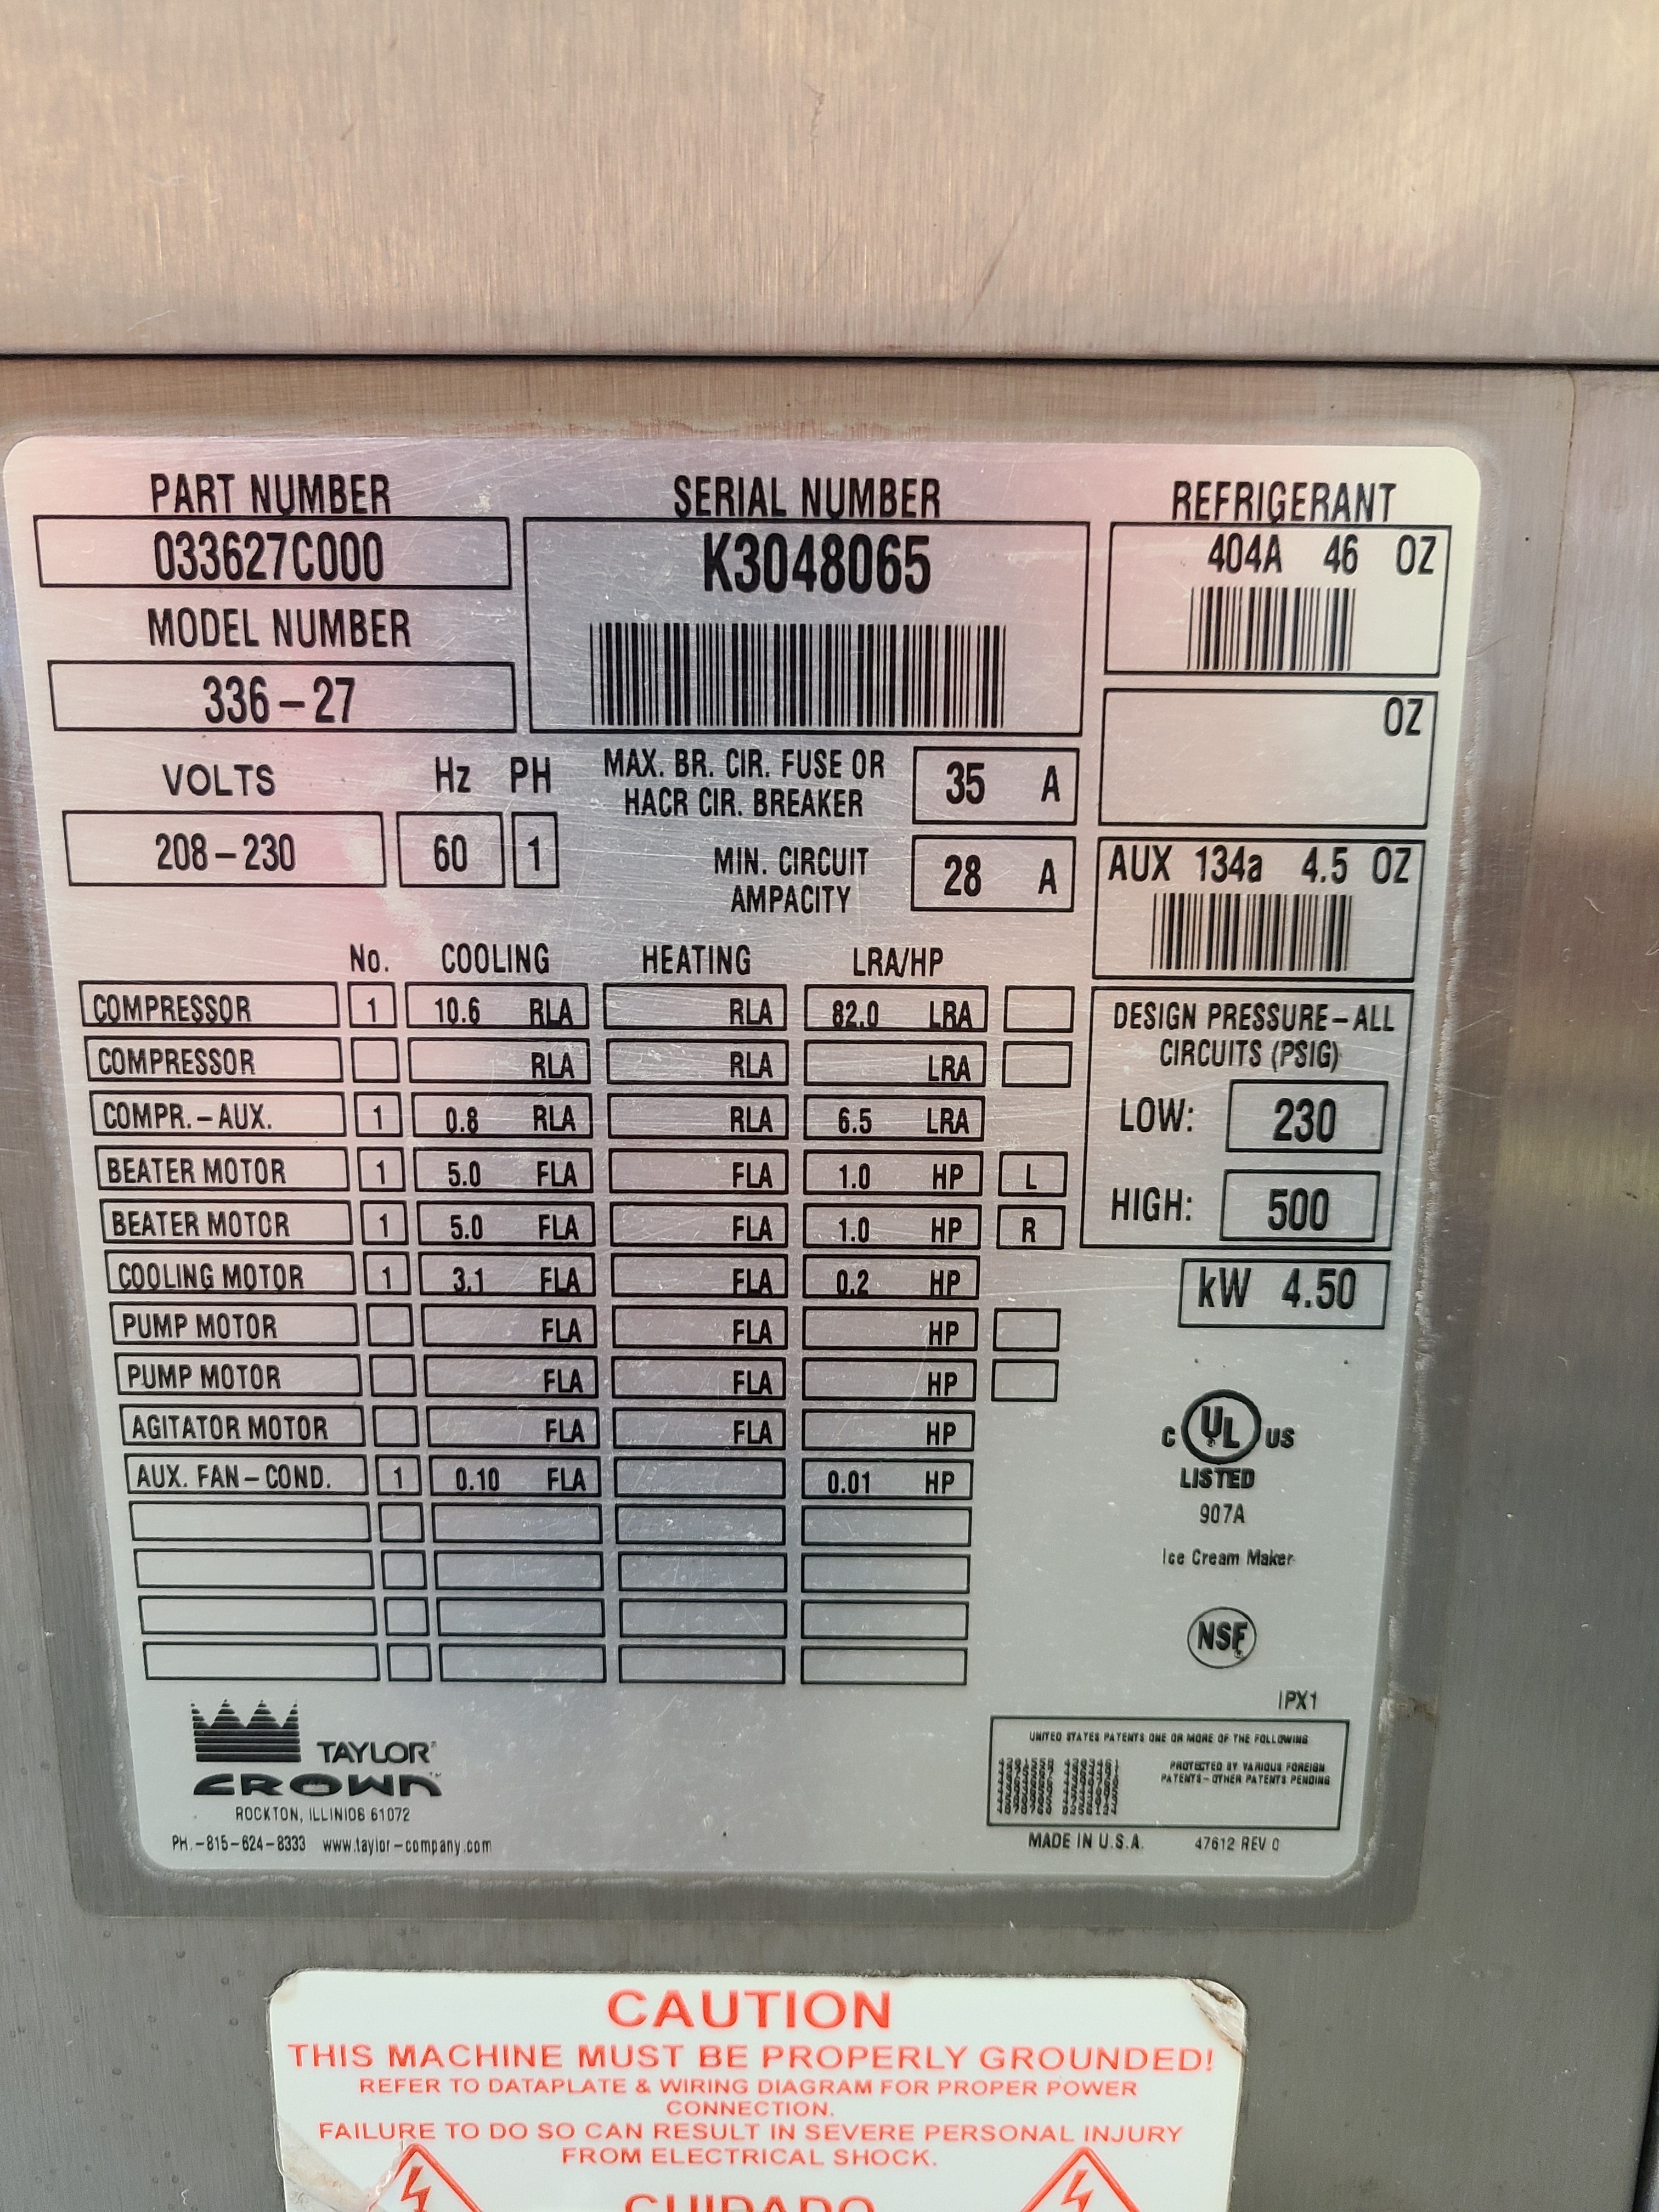 PART NUMBER
033627C000
MODEL NUMBER
336-27
SERIAL NUMBER
K3048065
REFRIGERANT
404A 46 OZ
OZ
AUX 134a 4.5 OZ
VOLTS Hz PH
208-230 60 1
MAX. BR. CIR. FUSE OR
HACR CIR. BREAKER
35 A
MIN. CIRCUIT
AMPACITY
28 A
No. COOLING HEATING LRA/HP
COMPRESSOR 1 10.6 RLA RLA 82.0 LRA
COMPRESSOR RLA RLA LRA
COMPR.-AUX. 1 0.8 RLA RLA 6.5 LRA
BEATER MOTOR 1 5.0 FLA FLA 1.0 HP L
BEATER MOTOR 1 5.0 FLA FLA 1.0 HP R
COOLING MOTOR 1 3.1 FLA FLA 0.2 HP
PUMP MOTOR FLA FLA HP
PUMP MOTOR FLA FLA HP
AGITATOR MOTOR FLA FLA HP
AUX. FAN-COND. 1 0.10 FLA 0.01 HP
DESIGN PRESSURE-ALL
CIRCUITS (PSIG)
LOW: 230
HIGH: 500
kW 4.50
C UL US
LISTED
907A
Ice Cream Maker
NSF
IPX1
TAYLOR
CROWN
ROCKTON, ILLINIOS 61072
PH.-815-624-8333 www.taylor-company.com
UNITED STATES PATENTS ONE OR MORE OF THE FOLLOWING
PROTECTED BY VARIOUS FOREIGN
PATENTS-OTHER PATENTS PENDING
MADE IN U.S.A. 47612 REV C
CAUTION
THIS MACHINE MUST BE PROPERLY GROUNDED!
REFER TO DATAPLATE & WIRING DIAGRAM FOR PROPER POWER
CONNECTION.
FAILURE TO DO SO CAN RESULT IN SEVERE PERSONAL INJURY
FROM ELECTRICAL SHOCK.
CUIDADO